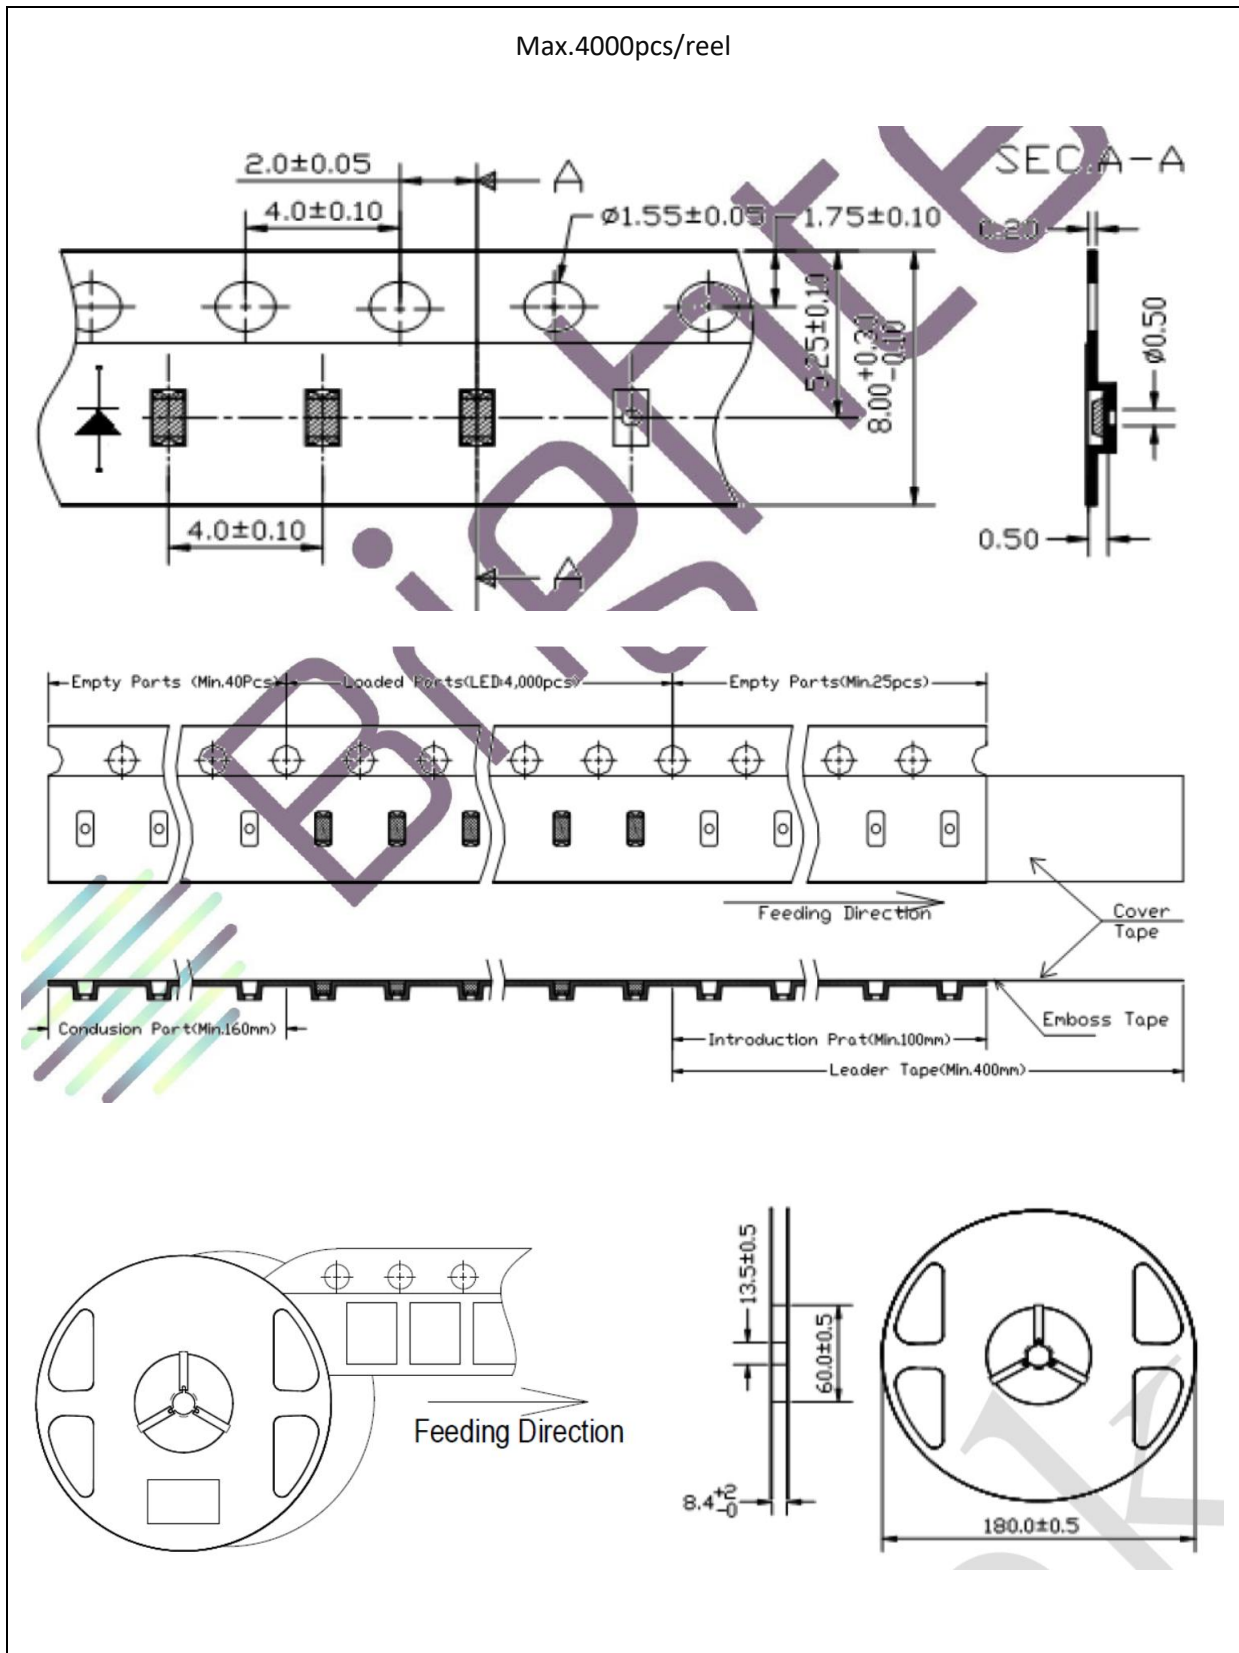 Max.4000pcs/reel
SEC.A-A
2.0±0.05
A
4.0±0.10
ø1.55±0.05
1.75±0.10
0.20
5.25±0.10
8.00+0.30-0.10
ø0.50
4.0±0.10
0.50
A
Empty Parts (Min.40Pcs)
Loaded Parts(LED:4,000pcs)
Empty Parts(Min.25pcs)
Feeding Direction
Cover
Tape
Condusion Part(Min.160mm)
Introduction Prat(Min.100mm)
Emboss Tape
Leader Tape(Min.400mm)
13.5±0.5
60.0±0.5
Feeding Direction
8.4+2-0
180.0±0.5